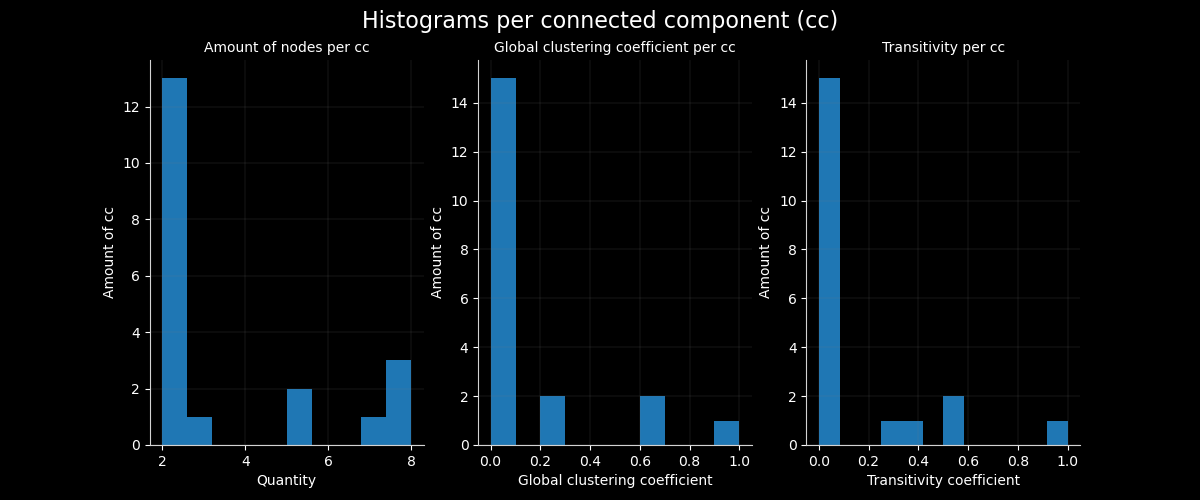 Histograms per connected component (cc)
Amount of nodes per cc
Global clustering coefficient per cc
Transitivity per cc
Amount of cc
12
10
8
6
4
2
0
2 4 6 8
Quantity
Amount of cc
14
12
10
8
6
4
2
0
0.0 0.2 0.4 0.6 0.8 1.0
Global clustering coefficient
Amount of cc
14
12
10
8
6
4
2
0
0.0 0.2 0.4 0.6 0.8 1.0
Transitivity coefficient